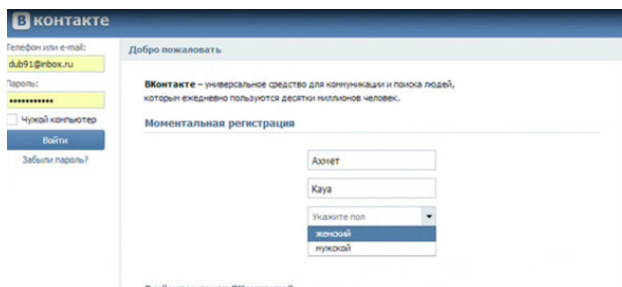 В контакте
Телефон или e-mail:
dub91@inbox.ru
Пароль:
Чужой компьютер
Войти
Забыли пароль?
Добро пожаловать
ВКонтакте – универсальное средство для коммуникации и поиска людей,
которым ежедневно пользуются десятки миллионов человек.
Моментальная регистрация
Ахмет
Кауа
Укажите пол
женский
мужской